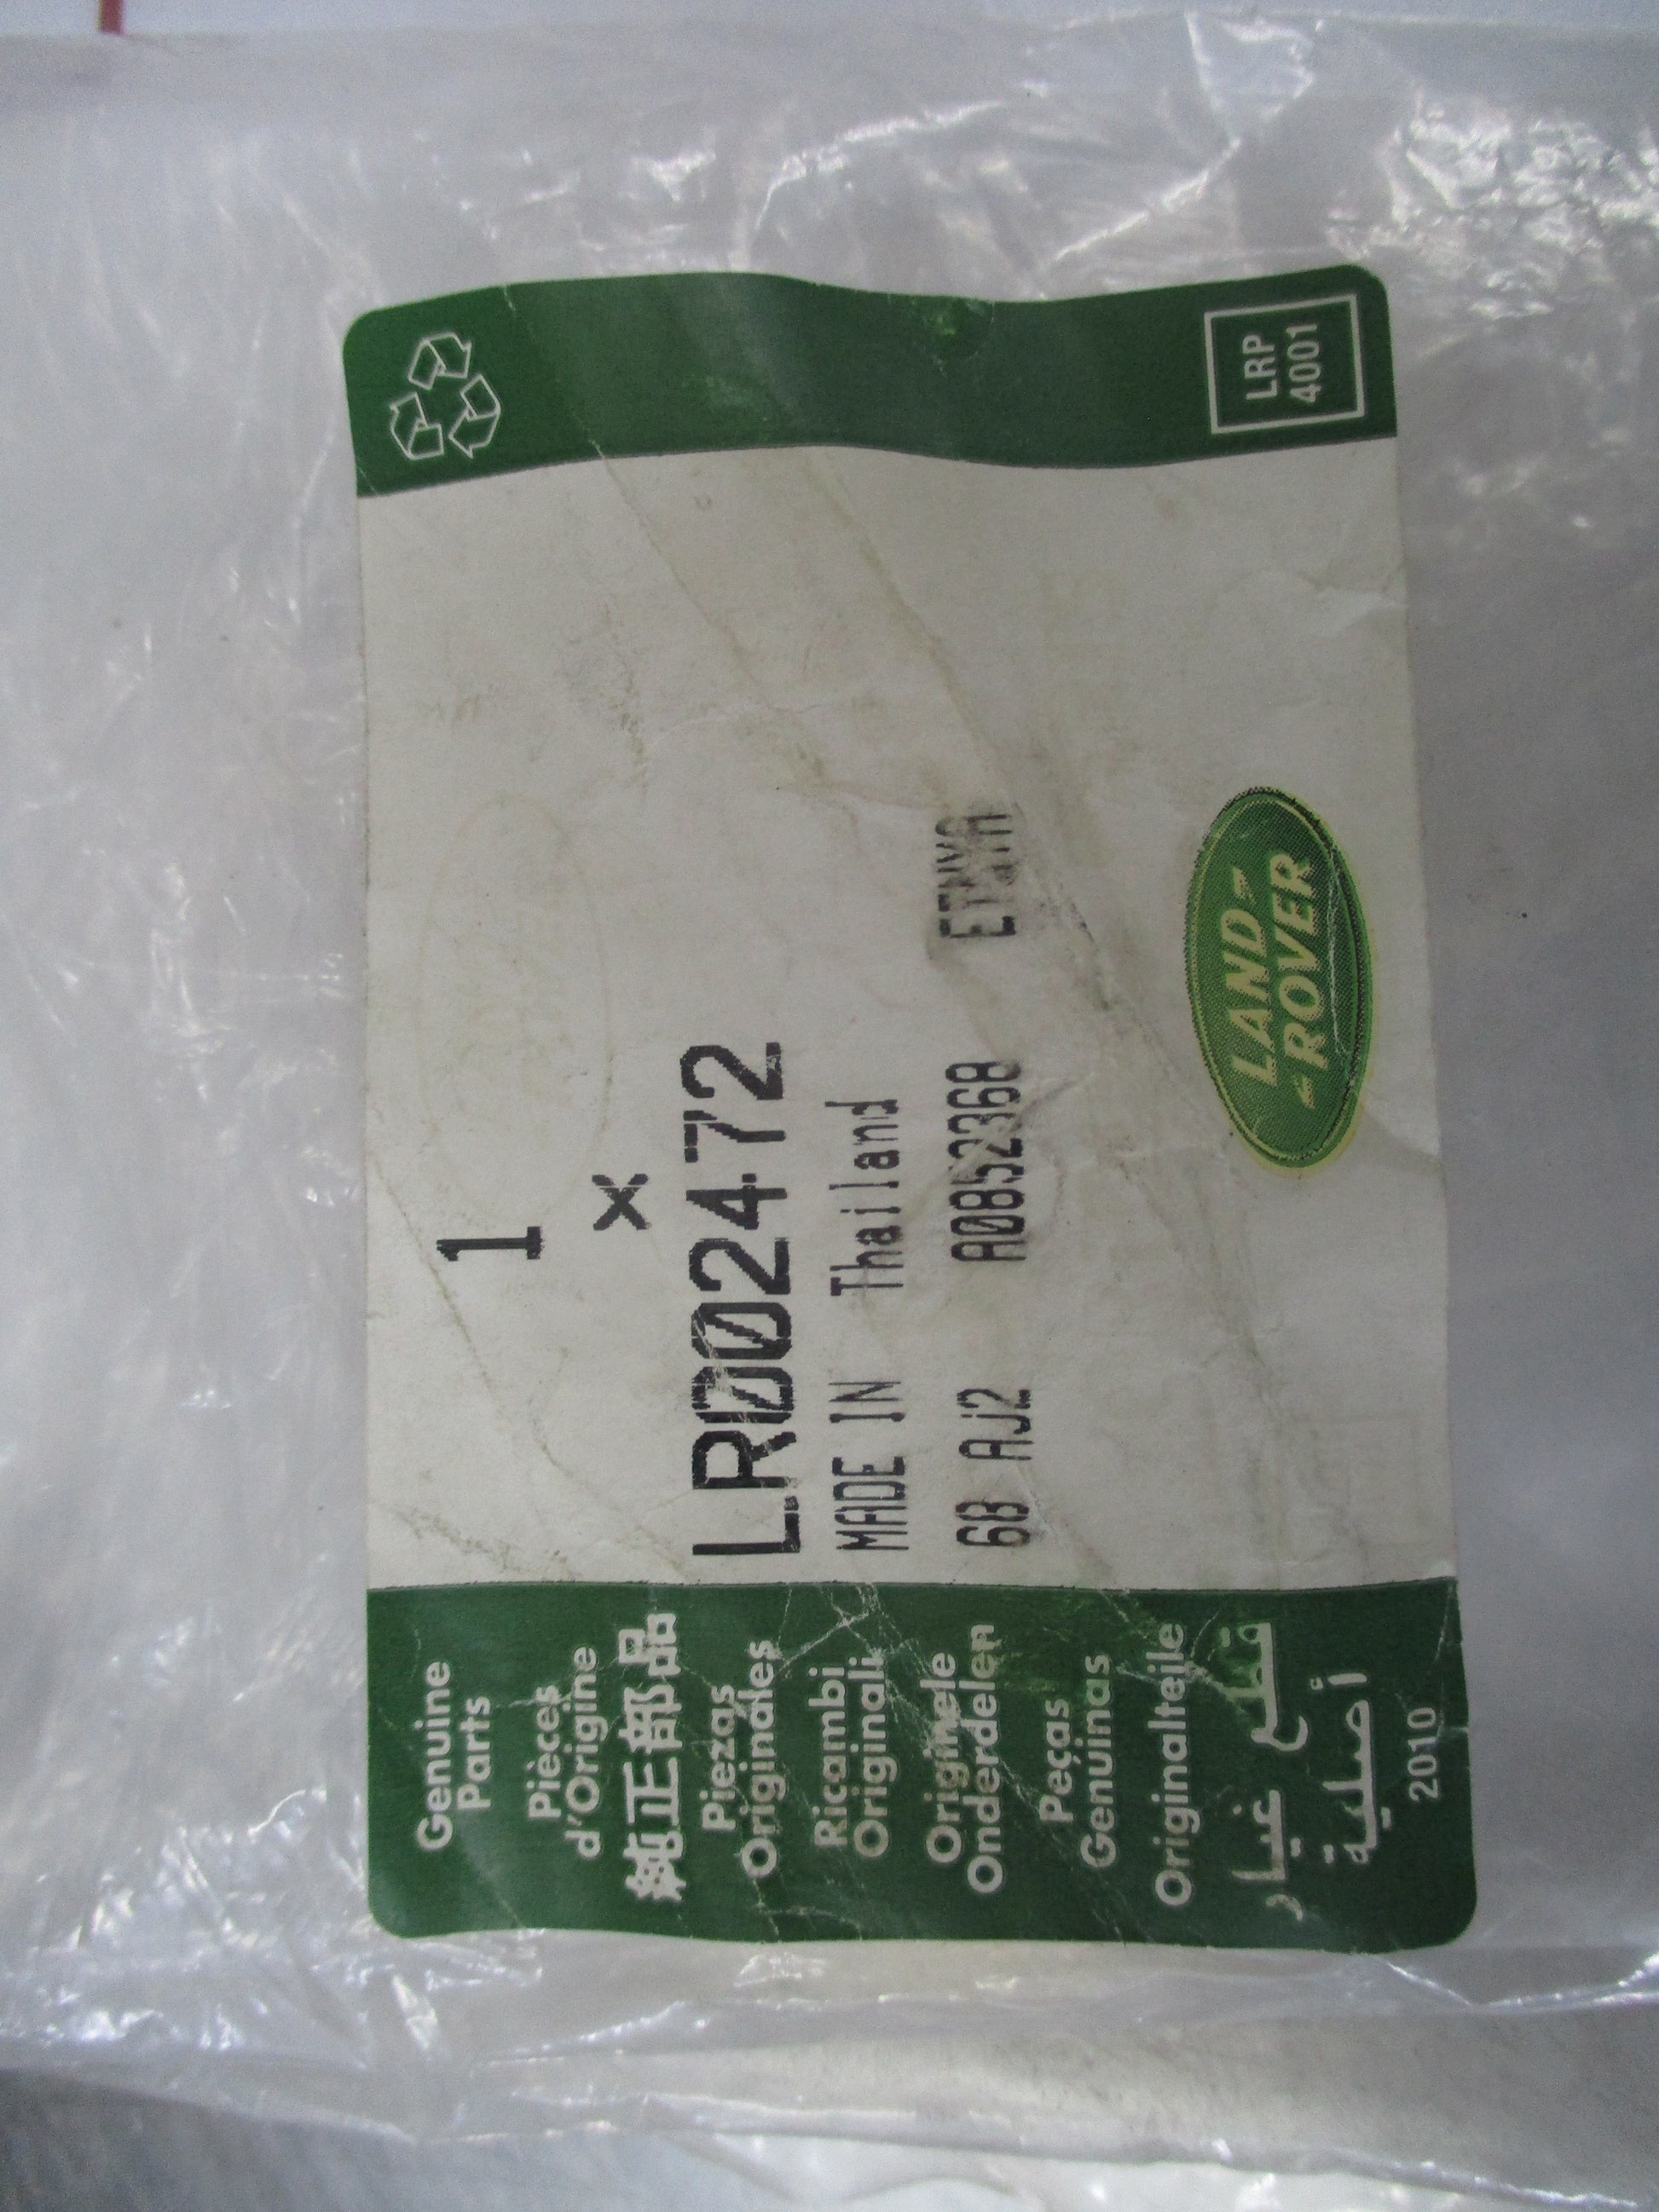 Genuine
Parts
Pièces
d'Origine
純正部品
Piezas
Originales
Ricambi
Originali
Originele
Onderdelen
Peças
Genuinas
Originalteile
قطع غيار
أصلية
2010
1
x
LR002472
MADE IN Thailand
6B AJ2 A0852368
LAND
ROVER
LRP
4001